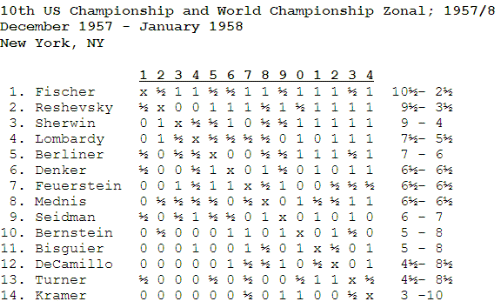 10th US Championship and World Championship Zonal; 1957/8
December 1957 - January 1958
New York, NY
1 2 3 4 5 6 7 8 9 0 1 2 3 4
1. Fischer x ½ 1 1 ½ ½ 1 1 ½ 1 1 1 ½ 1 10½- 2½
2. Reshevsky ½ x 0 0 1 1 1 ½ 1 ½ 1 1 1 1 9½- 3½
3. Sherwin 0 1 x ½ ½ 1 0 ½ ½ 1 1 1 1 1 9 - 4
4. Lombardy 0 1 ½ x ½ ½ ½ ½ 0 1 0 1 1 1 7½- 5½
5. Berliner ½ 0 ½ ½ x 0 0 ½ ½ 1 1 1 ½ 1 7 - 6
6. Denker ½ 0 0 ½ 1 x 0 1 ½ 0 1 0 1 1 6½- 6½
7. Feuerstein 0 0 1 ½ 1 1 x ½ 1 0 0 ½ ½ ½ 6½- 6½
8. Mednis 0 ½ ½ ½ ½ 0 ½ x 0 1 ½ ½ 1 1 6½- 6½
9. Seidman ½ 0 ½ 1 ½ ½ 0 1 x 0 1 0 1 0 6 - 7
10. Bernstein 0 ½ 0 0 0 1 1 0 1 x 0 1 ½ 0 5 - 8
11. Bisguier 0 0 0 1 0 0 1 ½ 0 1 x ½ 0 1 5 - 8
12. DeCamillo 0 0 0 0 0 1 ½ ½ 1 0 ½ x 0 1 4½- 8½
13. Turner ½ 0 0 0 ½ 0 ½ 0 0 ½ 1 1 x ½ 4½- 8½
14. Kramer 0 0 0 0 0 0 ½ 0 1 1 0 0 ½ x 3 -10